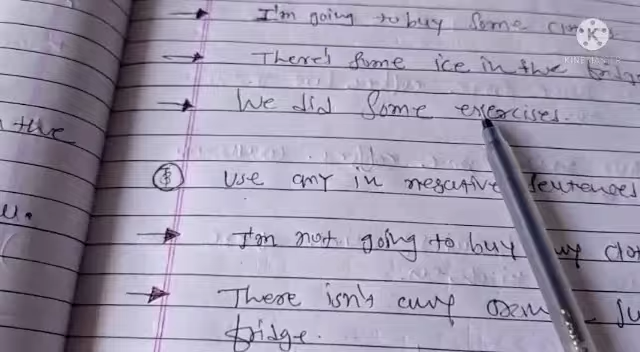 → I'm going to buy some
→ There's some ice in the
→ We did some exercises.
n the
$ Use any in negative sentences
u.
→ I'm not going to buy
→ There isn't any
fridge.
KINEMASTER